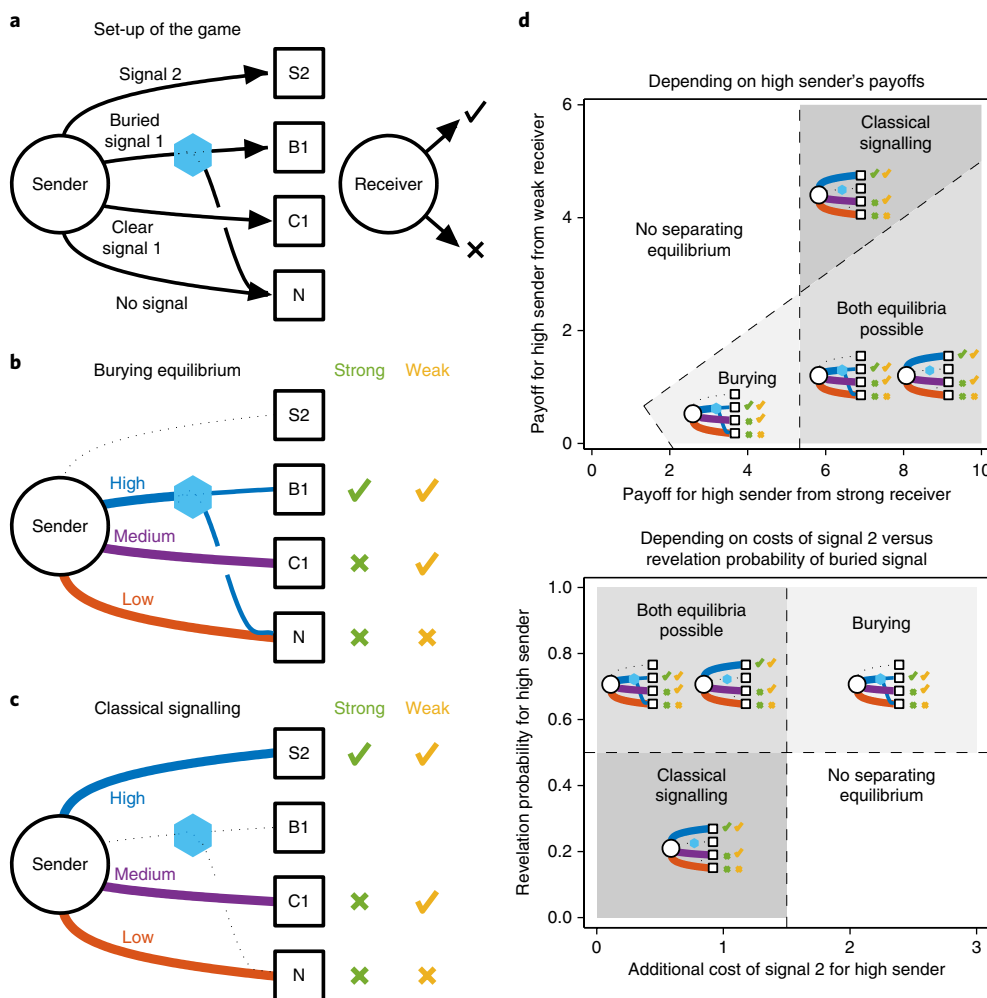 a
Set-up of the game
Signal 2
S2
Buried
signal 1
B1
Sender
Receiver
C1
Clear
signal 1
No signal
N
b
Burying equilibrium
Strong
Weak
S2
High
B1
Sender
Medium
C1
Low
N
c
Classical signalling
Strong
Weak
S2
High
B1
Sender
Medium
C1
Low
N
d
Depending on high sender's payoffs
Payoff for high sender from weak receiver
6
4
2
0
Classical
signalling
No separating
equilibrium
Both equilibria
possible
Burying
0
2
4
6
8
10
Payoff for high sender from strong receiver
Depending on costs of signal 2 versus
revelation probability of buried signal
Revelation probability for high sender
1.0
0.8
0.6
0.4
0.2
0.0
Both equilibria
possible
Burying
Classical
signalling
No separating
equilibrium
0
1
2
3
Additional cost of signal 2 for high sender